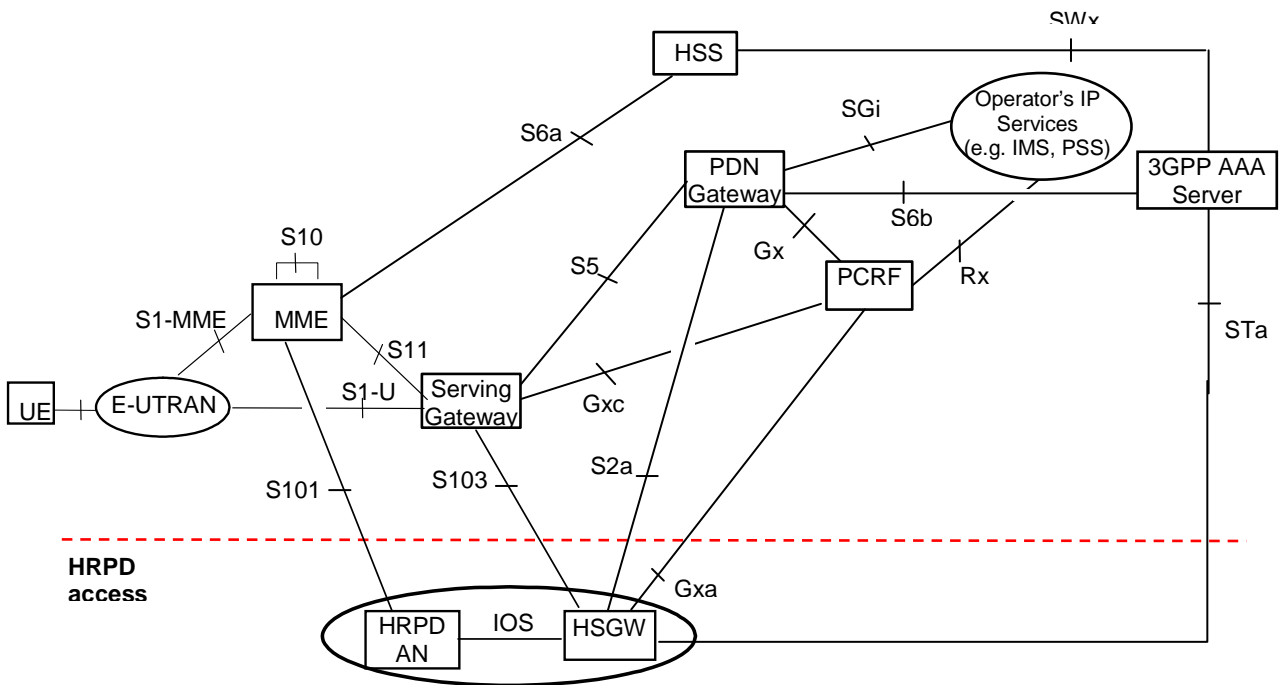 SWx
HSS
Operator's IP
Services
(e.g. IMS, PSS)
SGi
S6a
PDN
Gateway
3GPP AAA
Server
S6b
S10
Gx
S5
PCRF
Rx
S1-MME
MME
STa
S11
S1-U
Serving
Gateway
Gxc
UE
E-UTRAN
S2a
S101
S103
HRPD
access
Gxa
HRPD
AN
IOS
HSGW